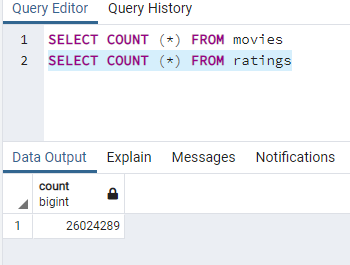 Query Editor Query History
1 SELECT COUNT (*) FROM movies
2 SELECT COUNT (*) FROM ratings
Data Output Explain Messages Notifications
count
bigint
1 26024289